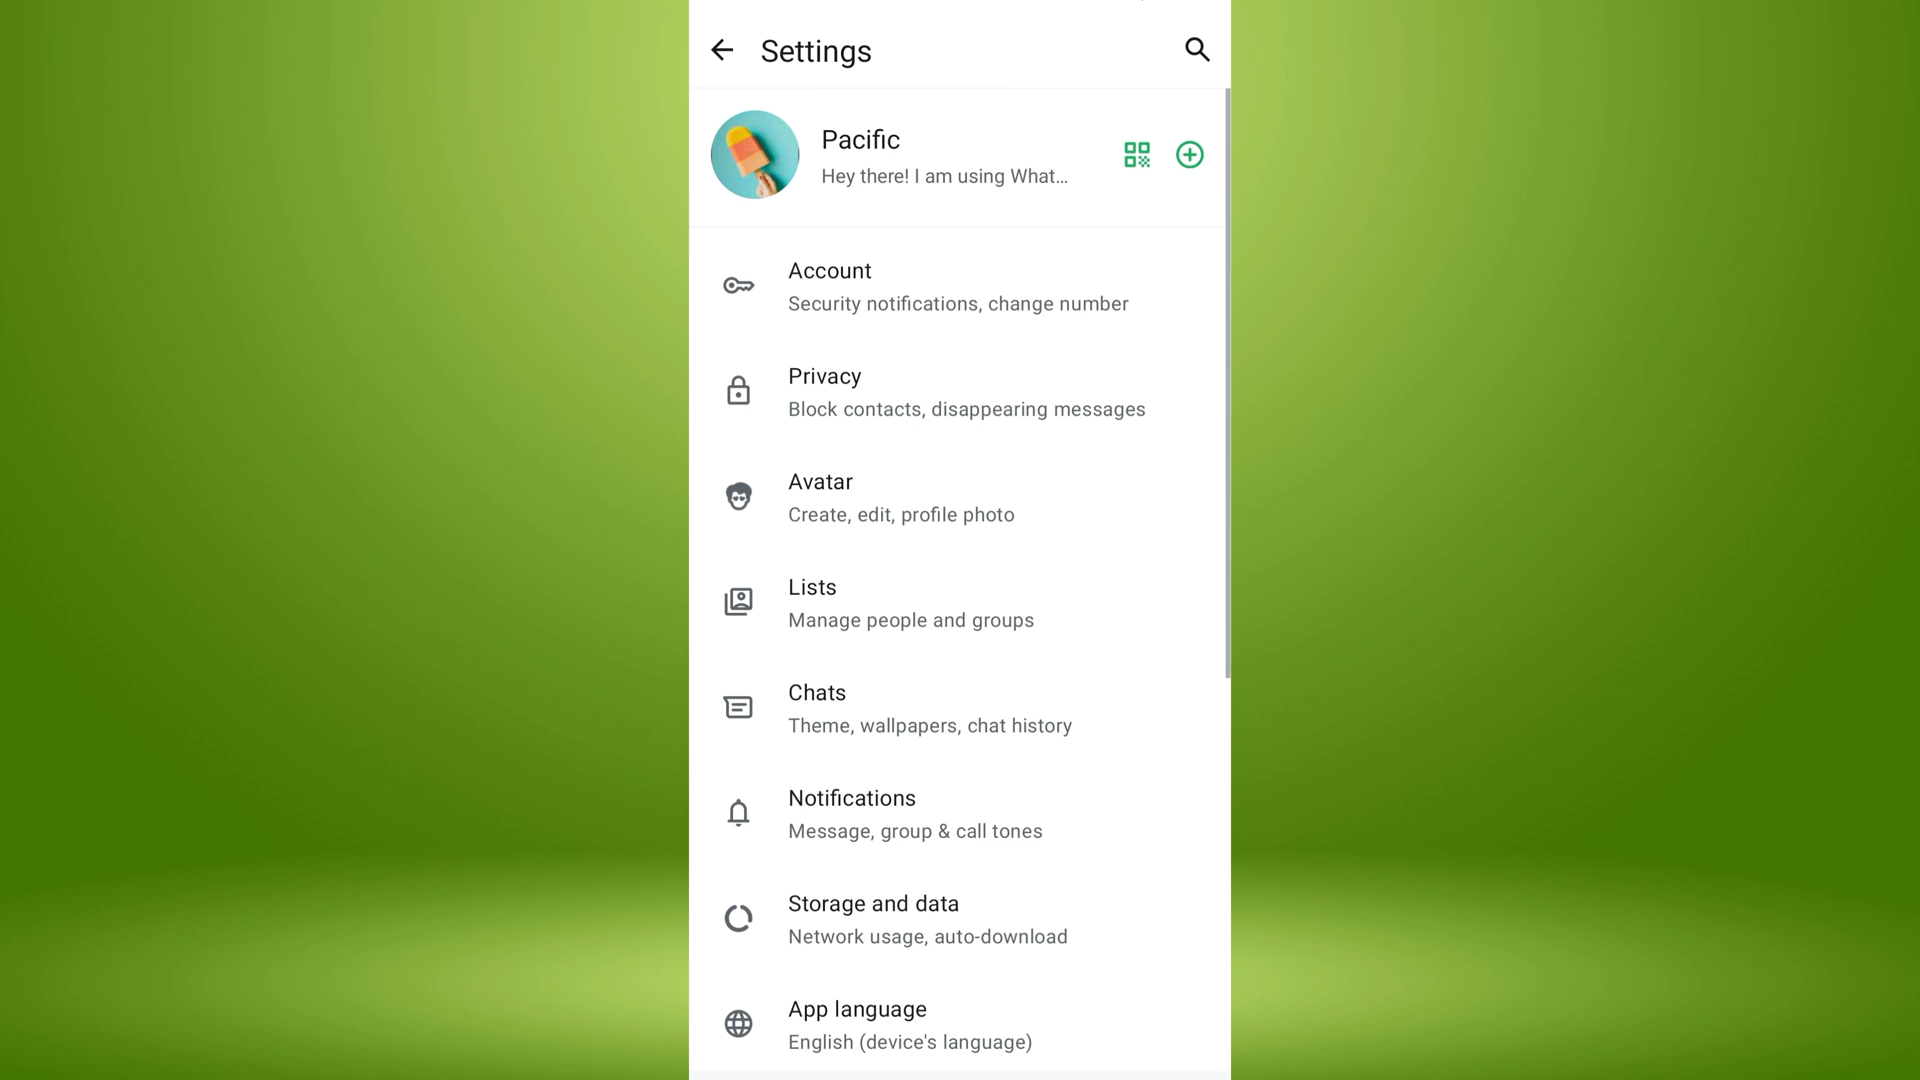 Settings
Pacific
Hey there! I am using What...
Account
Security notifications, change number
Privacy
Block contacts, disappearing messages
Avatar
Create, edit, profile photo
Lists
Manage people and groups
Chats
Theme, wallpapers, chat history
Notifications
Message, group & call tones
Storage and data
Network usage, auto-download
App language
English (device's language)